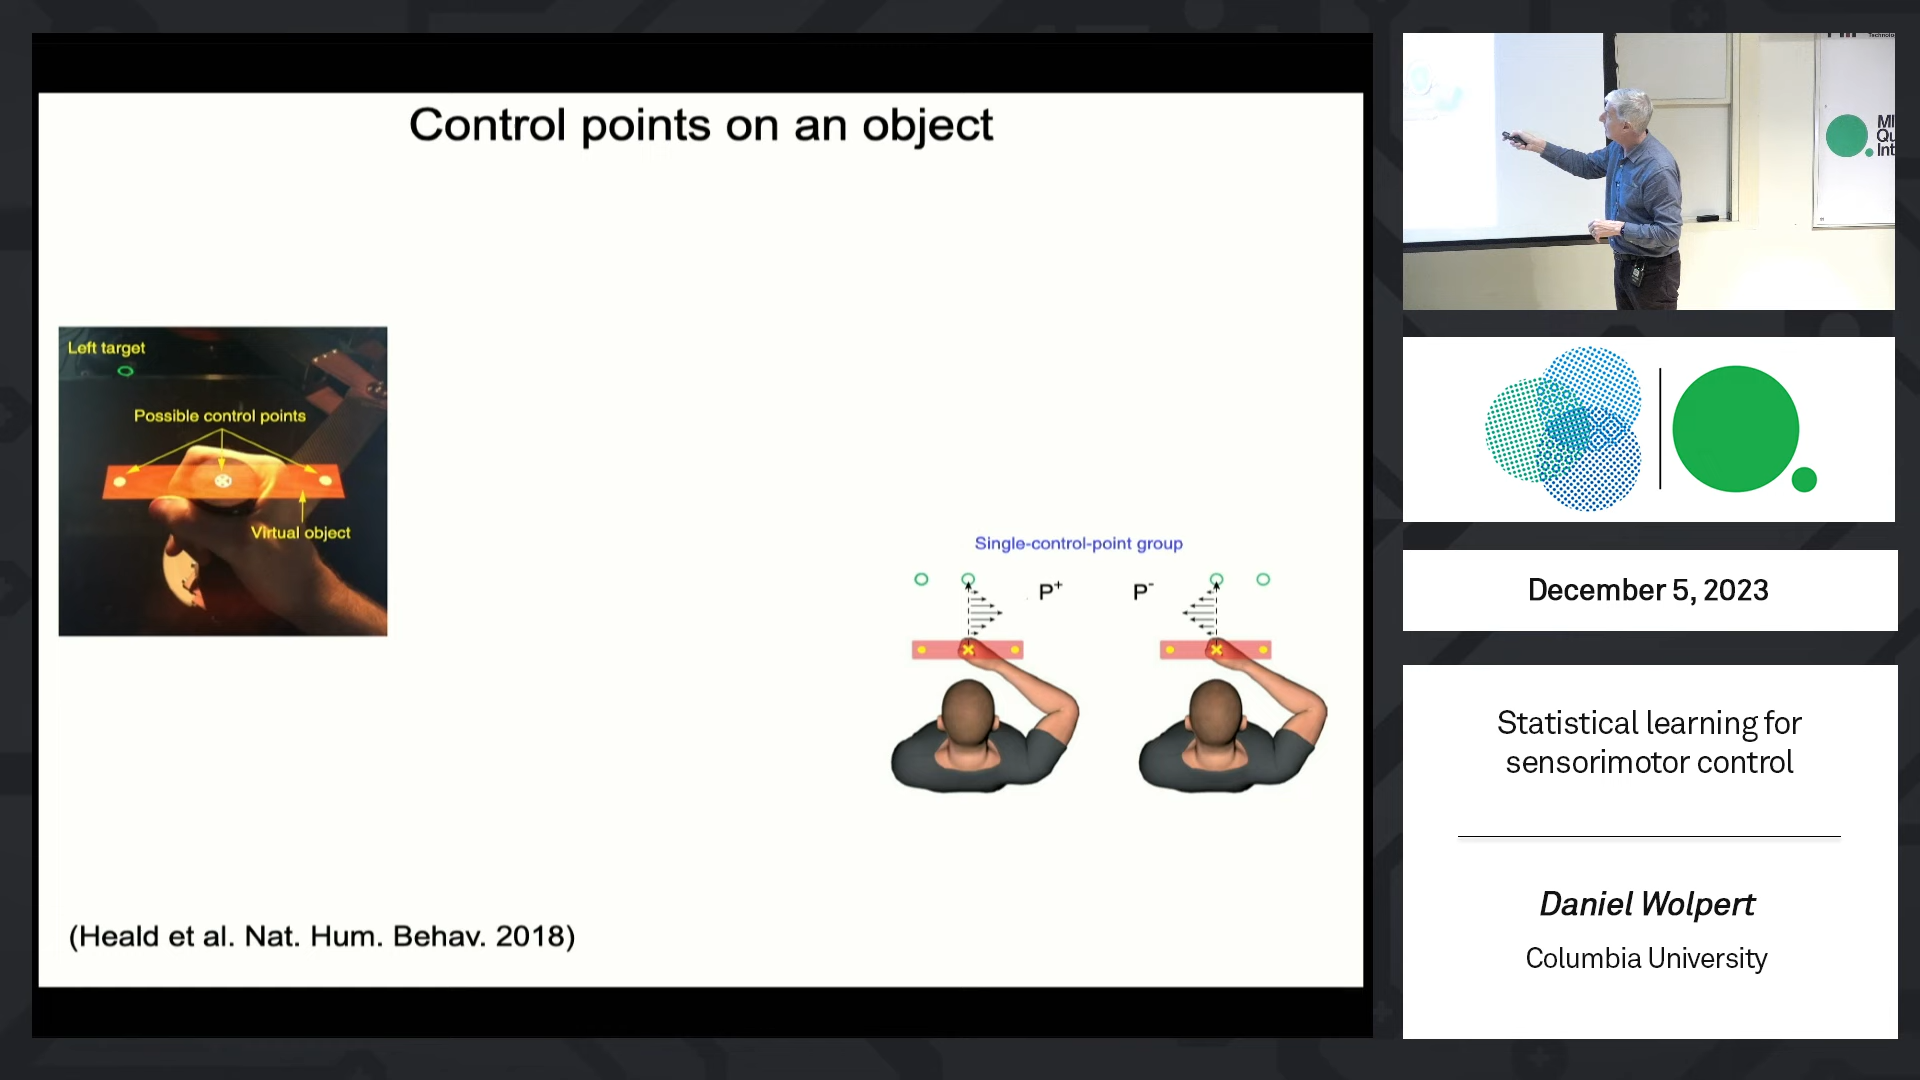 Control points on an object
Left target
Possible control points
Virtual object
Single-control-point group
P+
P-
(Heald et al. Nat. Hum. Behav. 2018)
December 5, 2023
Statistical learning for
sensorimotor control
Daniel Wolpert
Columbia University